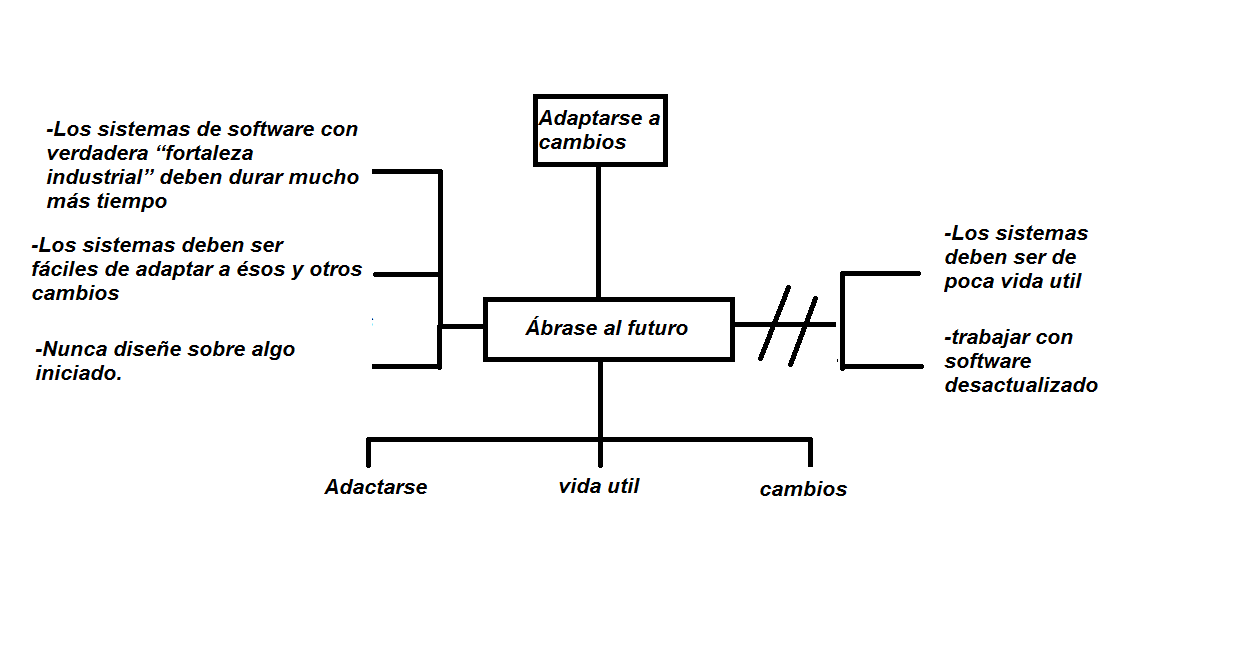 Adaptarse a
cambios
-Los sistemas de software con
verdadera “fortaleza
industrial” deben durar mucho
más tiempo
-Los sistemas deben ser
fáciles de adaptar a ésos y otros
cambios
-Nunca diseñe sobre algo
iniciado.
Ábrase al futuro
-Los sistemas
deben ser de
poca vida util
-trabajar con
software
desactualizado
Adactarse
vida util
cambios